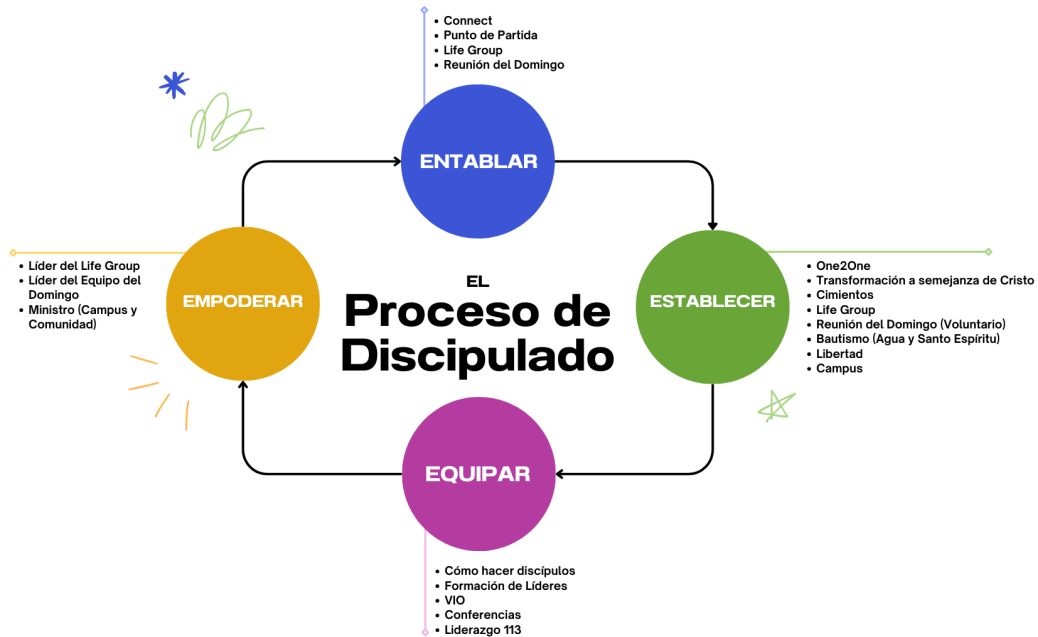 • Connect
• Punto de Partida
• Life Group
• Reunión del Domingo
ENTABLAR
• Líder del Life Group
• Líder del Equipo del
Domingo
• Ministro (Campus y
Comunidad)
EMPODERAR
EL
Proceso de
Discipulado
ESTABLECER
• One2One
• Transformación a semejanza de Cristo
• Cimientos
• Life Group
• Reunión del Domingo (Voluntario)
• Bautismo (Agua y Santo Espíritu)
• Libertad
• Campus
EQUIPAR
• Cómo hacer discípulos
• Formación de Líderes
• VIO
• Conferencias
• Liderazgo 113